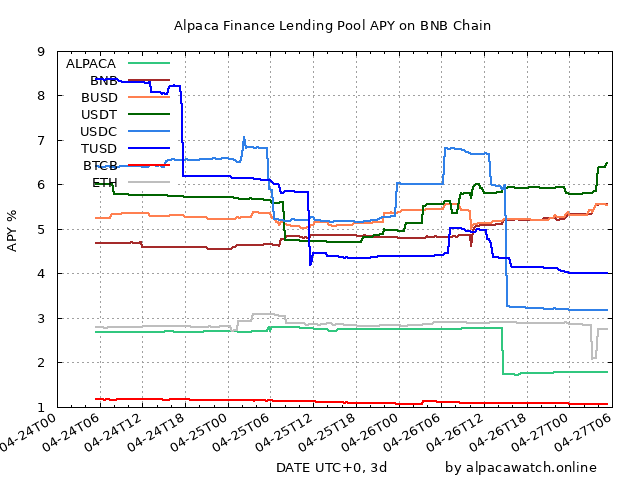 Alpaca Finance Lending Pool APY on BNB Chain
9
8
7
6
5
4
3
2
1
APY %
ALPACA
BNB
BUSD
USDT
USDC
TUSD
BTCB
ETH
04-24T00
04-24T06
04-24T12
04-24T18
04-25T00
04-25T06
04-25T12
04-25T18
04-26T00
04-26T06
04-26T12
04-26T18
04-27T00
04-27T06
DATE UTC+0, 3d
by alpacawatch.online